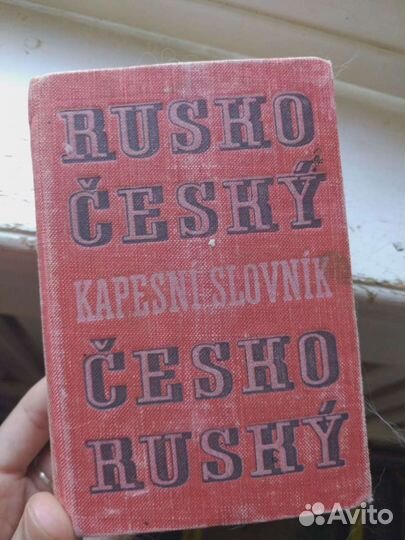 RUSKO
ČESKÝ
KAPESNÍ SLOVNÍK
ČESKO
RUSKÝ
Avito